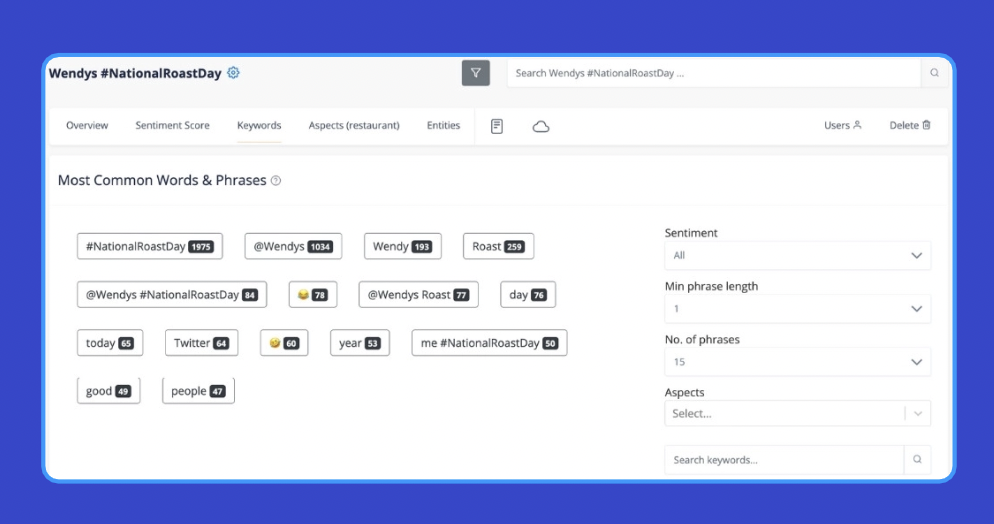 Wendys #NationalRoastDay
Search Wendys #NationalRoastDay ...
Overview Sentiment Score Keywords Aspects (restaurant) Entities Users Delete
Most Common Words & Phrases
#NationalRoastDay 1975 @Wendys 1034 Wendy 193 Roast 259
@Wendys #NationalRoastDay 84 😂 78 @Wendys Roast 77 day 76
today 65 Twitter 64 🤣 60 year 53 me #NationalRoastDay 50
good 49 people 47
Sentiment
All
Min phrase length
1
No. of phrases
15
Aspects
Select...
Search keywords...